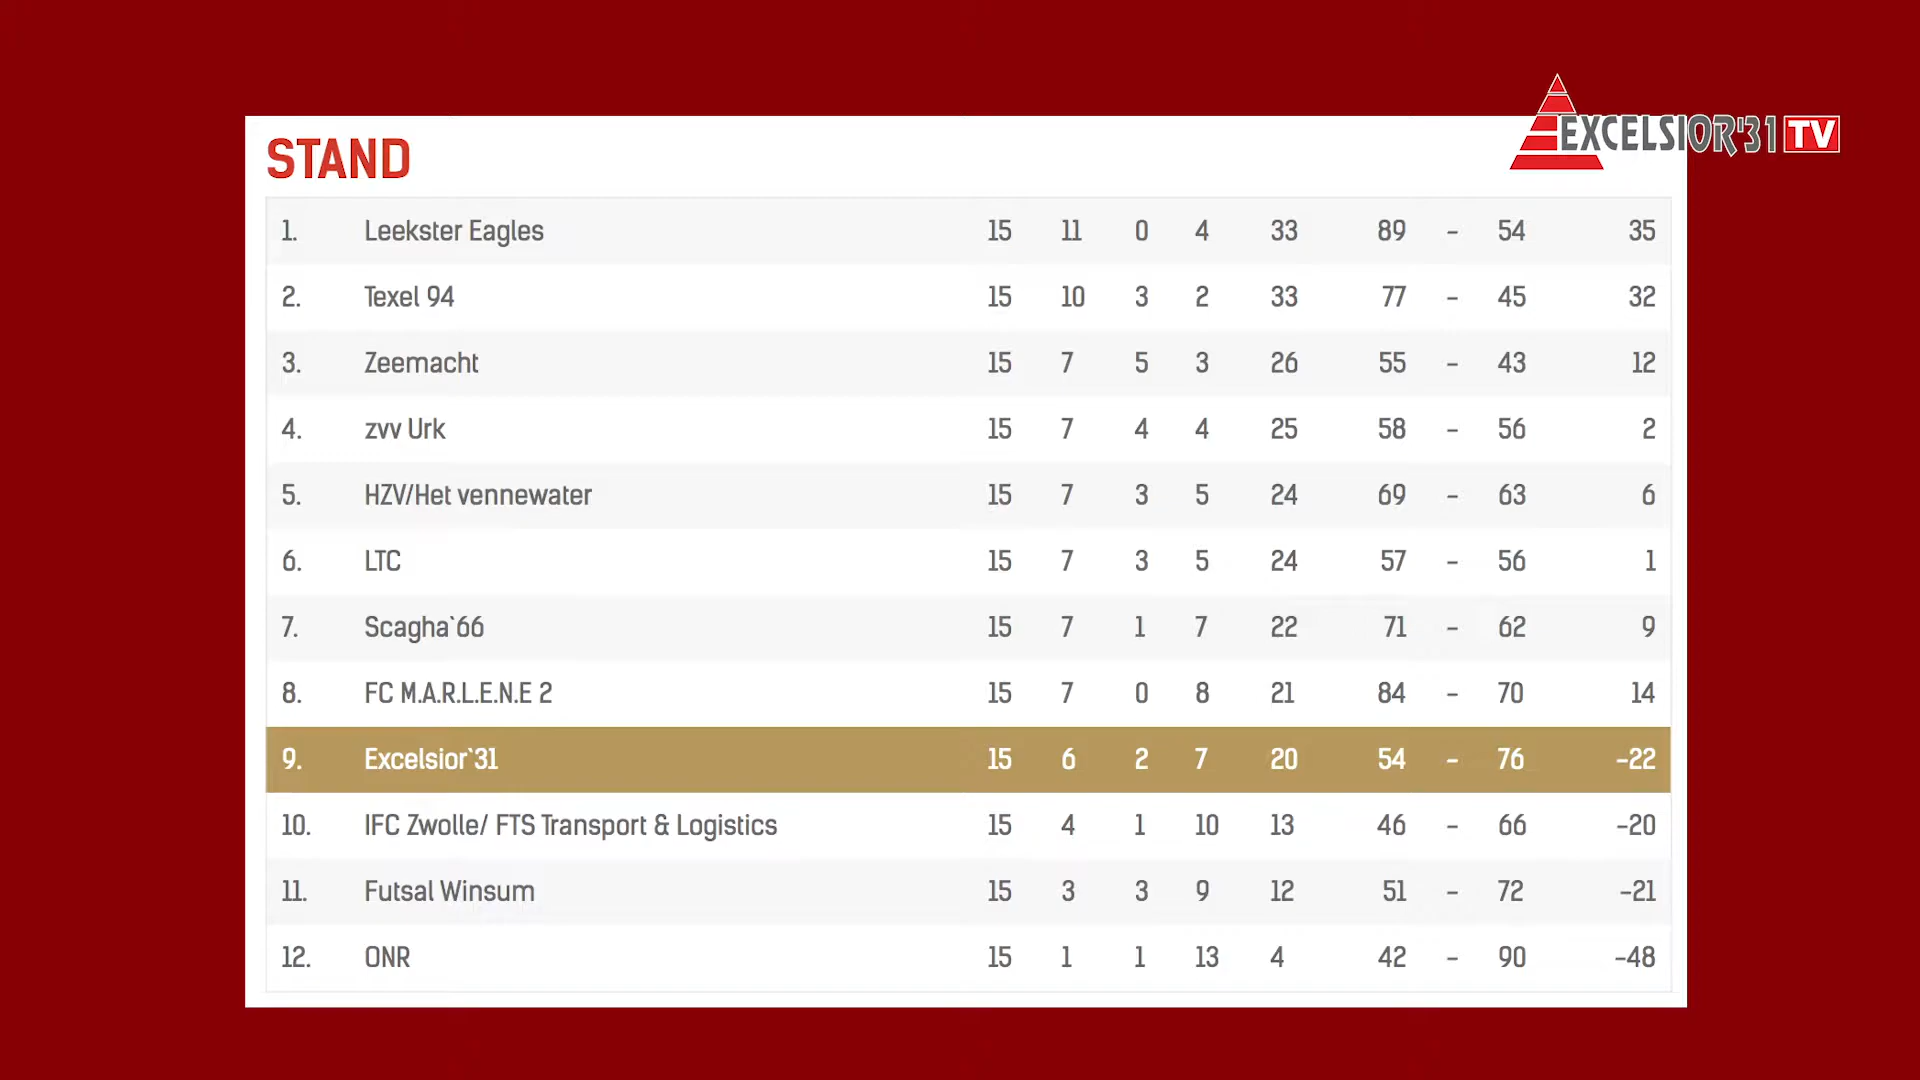 EXCELSIOR'31 TV
STAND
1. Leekster Eagles 15 11 0 4 33 89 - 54 35
2. Texel 94 15 10 3 2 33 77 - 45 32
3. Zeemacht 15 7 5 3 26 55 - 43 12
4. zvv Urk 15 7 4 4 25 58 - 56 2
5. HZV/Het vennewater 15 7 3 5 24 69 - 63 6
6. LTC 15 7 3 5 24 57 - 56 1
7. Scagha`66 15 7 1 7 22 71 - 62 9
8. FC M.A.R.L.E.N.E 2 15 7 0 8 21 84 - 70 14
9. Excelsior`31 15 6 2 7 20 54 - 76 -22
10. IFC Zwolle/ FTS Transport & Logistics 15 4 1 10 13 46 - 66 -20
11. Futsal Winsum 15 3 3 9 12 51 - 72 -21
12. ONR 15 1 1 13 4 42 - 90 -48